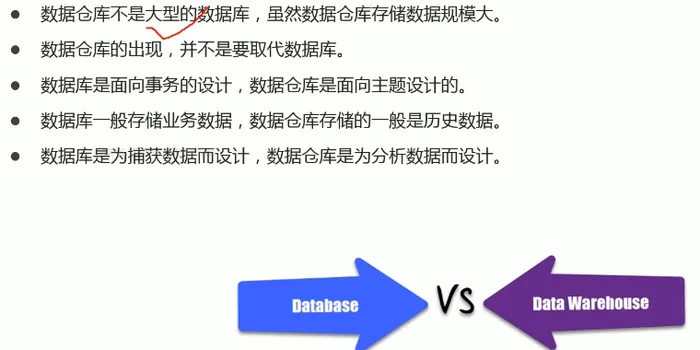 ● 数据仓库不是大型的数据库，虽然数据仓库存储数据规模大。
● 数据仓库的出现，并不是要取代数据库。
● 数据库是面向事务的设计，数据仓库是面向主题设计的。
● 数据库一般存储业务数据，数据仓库存储的一般是历史数据。
● 数据库是为捕获数据而设计，数据仓库是为分析数据而设计。
Database VS Data Warehouse